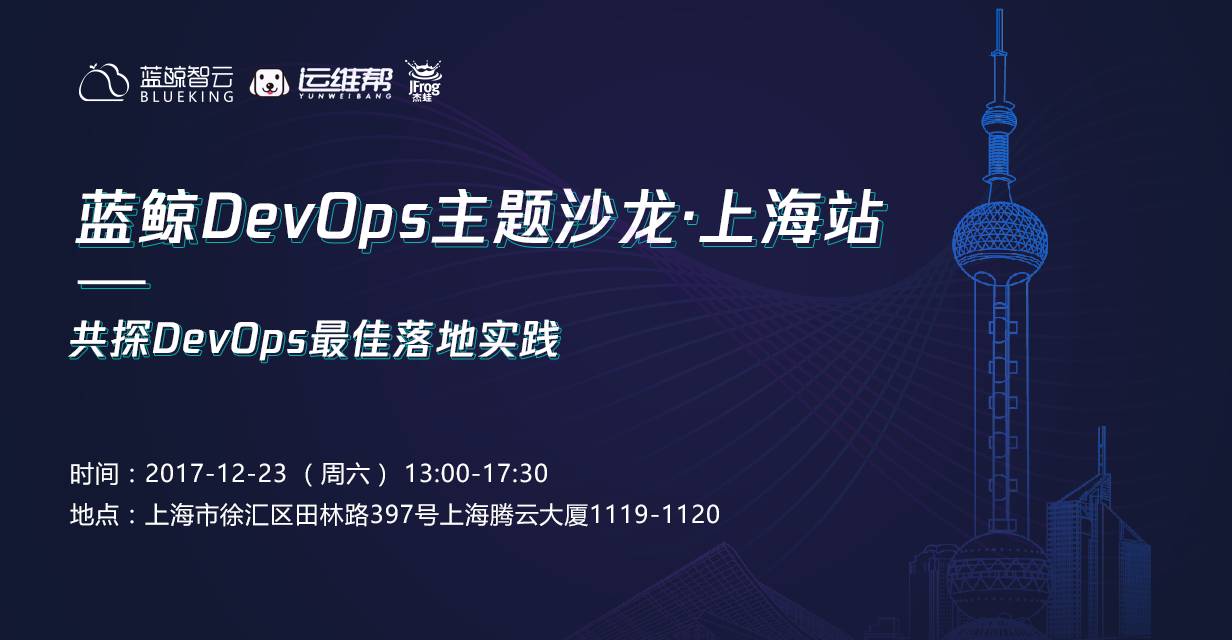 蓝鲸智云
BLUEKING
运维帮
YUNWEIBANG
JFrog
杰蛙
蓝鲸DevOps主题沙龙·上海站
共探DevOps最佳落地实践
时间：2017-12-23 （周六） 13:00-17:30
地点：上海市徐汇区田林路397号上海腾云大厦1119-1120